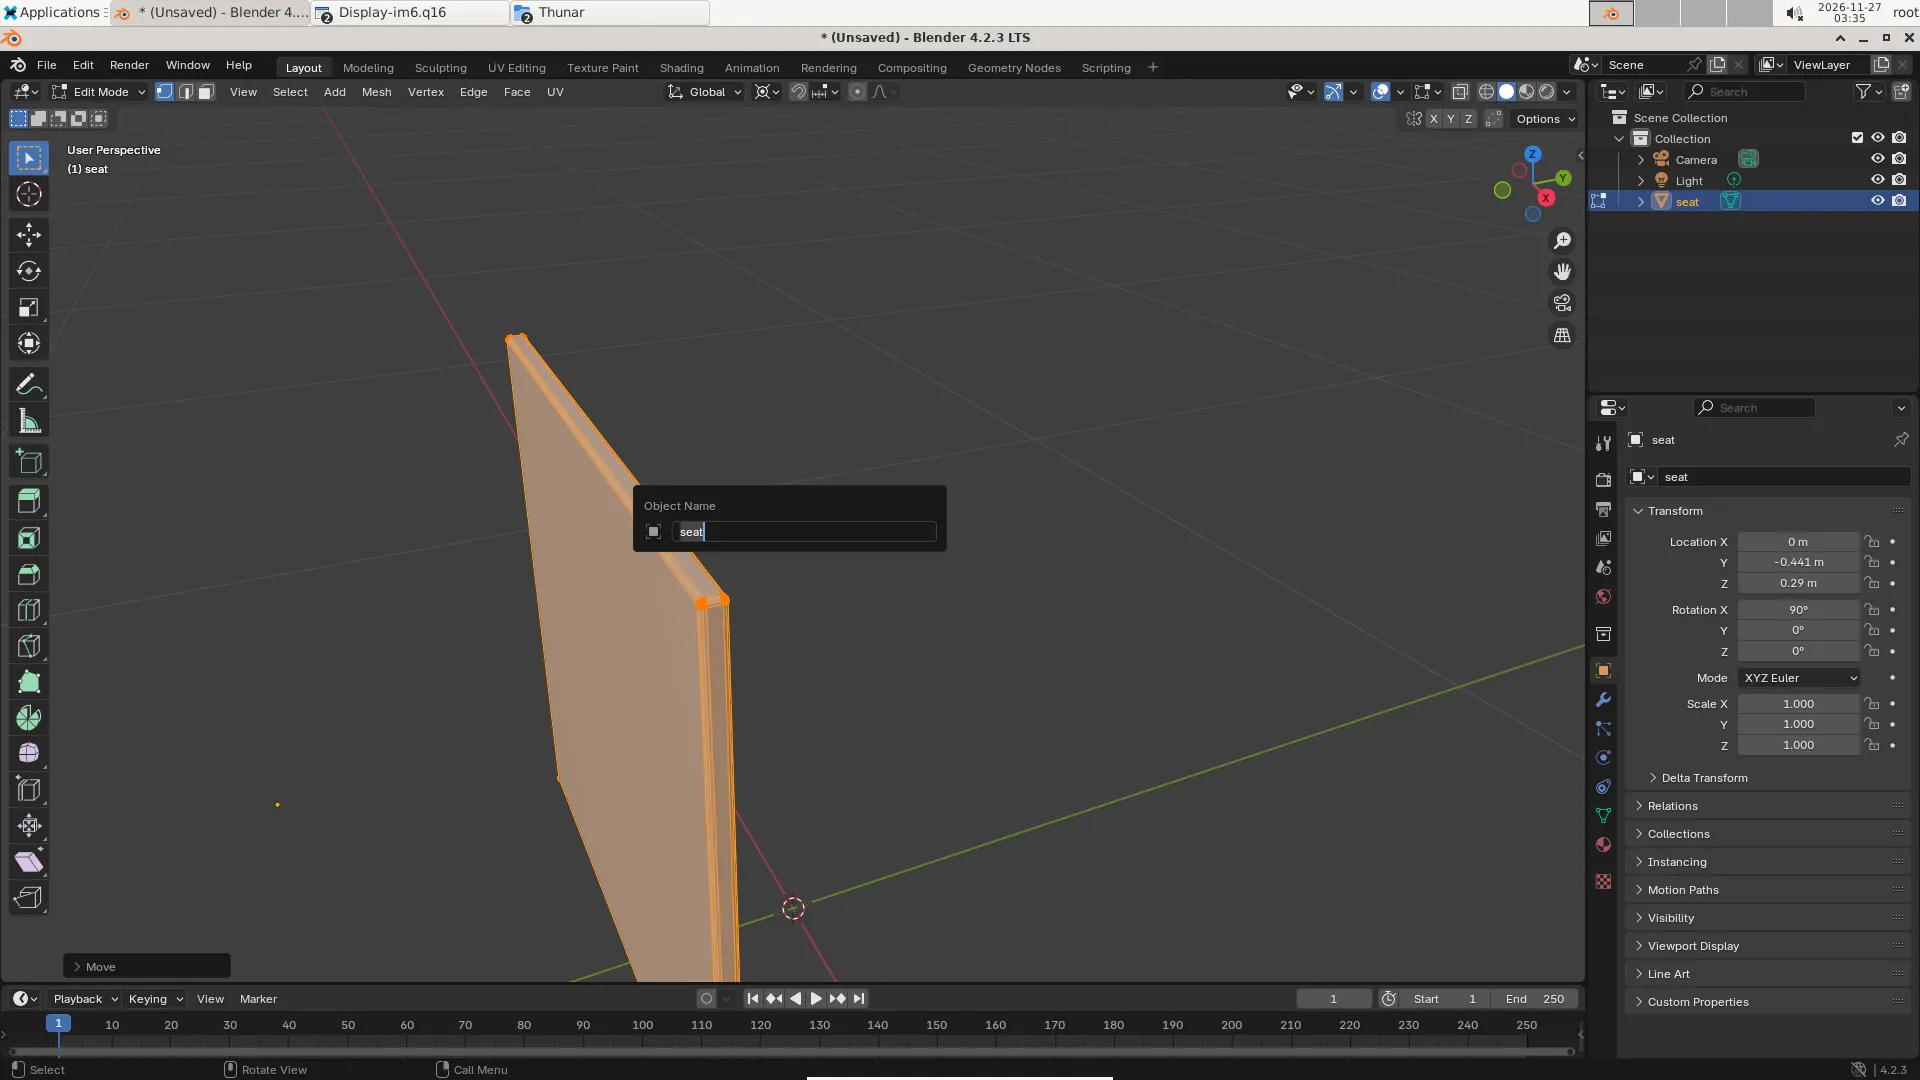 Applications
* (Unsaved) - Blender 4....
Display-im6.q16
2
Thunar
2
2026-11-27
03:35
root
* (Unsaved) - Blender 4.2.3 LTS
File Edit Render Window Help
Layout Modeling Sculpting UV Editing Texture Paint Shading Animation Rendering Compositing Geometry Nodes Scripting
Scene
ViewLayer
Edit Mode
View Select Add Mesh Vertex Edge Face UV
Global
Search
X Y Z
Options
User Perspective
(1) seat
Z
Y
X
Scene Collection
Collection
Camera
Light
seat
Object Name
seat
Search
seat
seat
Transform
Location X 0 m
Y -0.441 m
Z 0.29 m
Rotation X 90°
Y 0°
Z 0°
Mode XYZ Euler
Scale X 1.000
Y 1.000
Z 1.000
Delta Transform
Relations
Collections
Instancing
Motion Paths
Visibility
Viewport Display
Line Art
Custom Properties
Move
Playback Keying View Marker
1
Start 1
End 250
1 10 20 30 40 50 60 70 80 90 100 110 120 130 140 150 160 170 180 190 200 210 220 230 240 250
Select
Rotate View
Call Menu
4.2.3